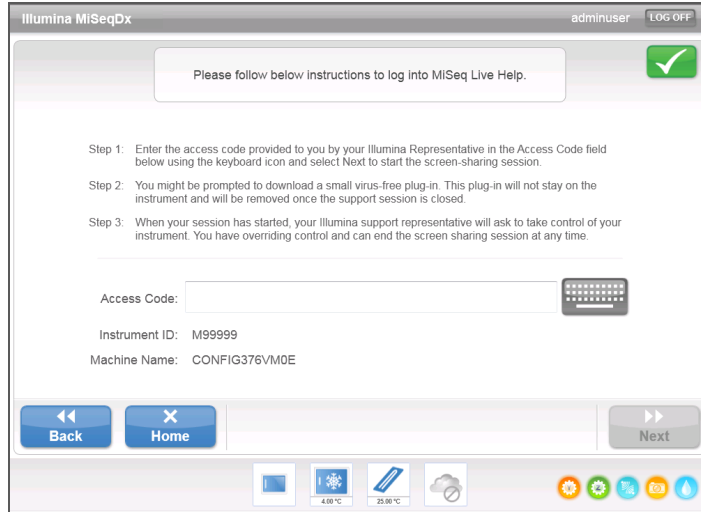 Illumina MiSeqDx
adminuser
LOG OFF
Please follow below instructions to log into MiSeq Live Help.
Step 1: Enter the access code provided to you by your Illumina Representative in the Access Code field
below using the keyboard icon and select Next to start the screen-sharing session.
Step 2: You might be prompted to download a small virus-free plug-in. This plug-in will not stay on the
instrument and will be removed once the support session is closed.
Step 3: When your session has started, your Illumina support representative will ask to take control of your
instrument. You have overriding control and can end the screen sharing session at any time.
Access Code:
Instrument ID: M99999
Machine Name: CONFIG376VM0E
Back
Home
Next
4.00 °C
25.00 °C